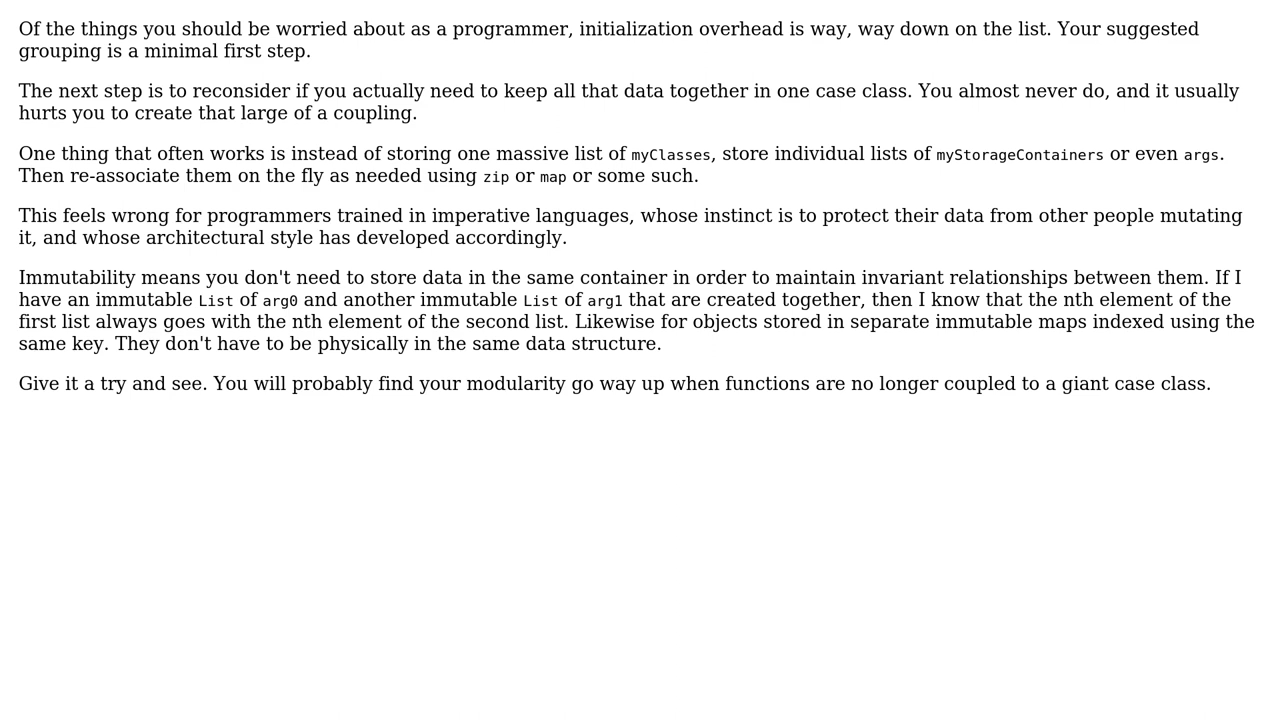 Of the things you should be worried about as a programmer, initialization overhead is way, way down on the list. Your suggested
grouping is a minimal first step.
The next step is to reconsider if you actually need to keep all that data together in one case class. You almost never do, and it usually
hurts you to create that large of a coupling.
One thing that often works is instead of storing one massive list of myClasses, store individual lists of myStorageContainers or even args.
Then re-associate them on the fly as needed using zip or map or some such.
This feels wrong for programmers trained in imperative languages, whose instinct is to protect their data from other people mutating
it, and whose architectural style has developed accordingly.
Immutability means you don't need to store data in the same container in order to maintain invariant relationships between them. If I
have an immutable List of arg0 and another immutable List of arg1 that are created together, then I know that the nth element of the
first list always goes with the nth element of the second list. Likewise for objects stored in separate immutable maps indexed using the
same key. They don't have to be physically in the same data structure.
Give it a try and see. You will probably find your modularity go way up when functions are no longer coupled to a giant case class.